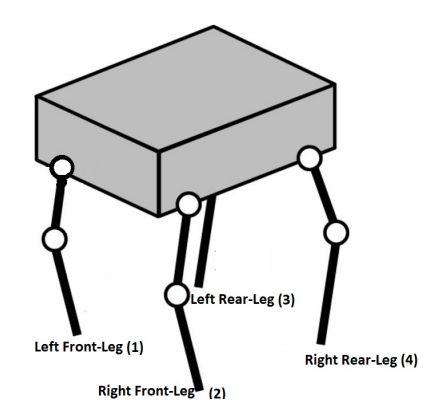 Left Rear-Leg (3)
Left Front-Leg (1)
Right Rear-Leg (4)
Right Front-Leg (2)